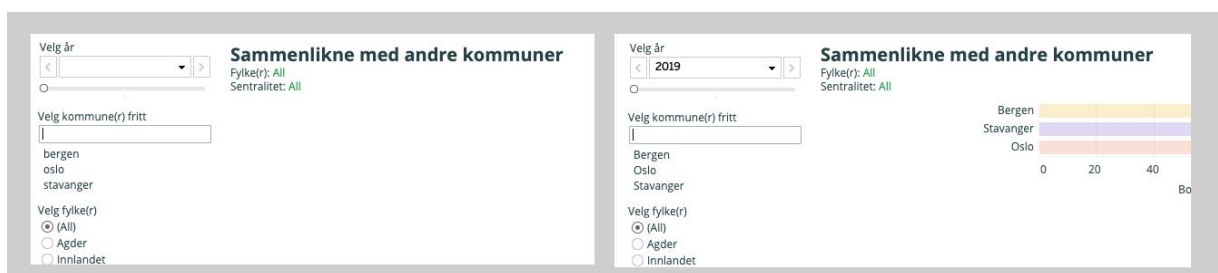 Velg år
Sammenlikne med andre kommuner
Fylke(r): All
Sentralitet: All
Velg kommune(r) fritt
bergen
oslo
stavanger
Velg fylke(r)
(All)
Agder
Innlandet
Velg år
2019
Sammenlikne med andre kommuner
Fylke(r): All
Sentralitet: All
Velg kommune(r) fritt
Bergen
Oslo
Stavanger
Velg fylke(r)
(All)
Agder
Innlandet
Bergen
Stavanger
Oslo
0 20 40
Bo